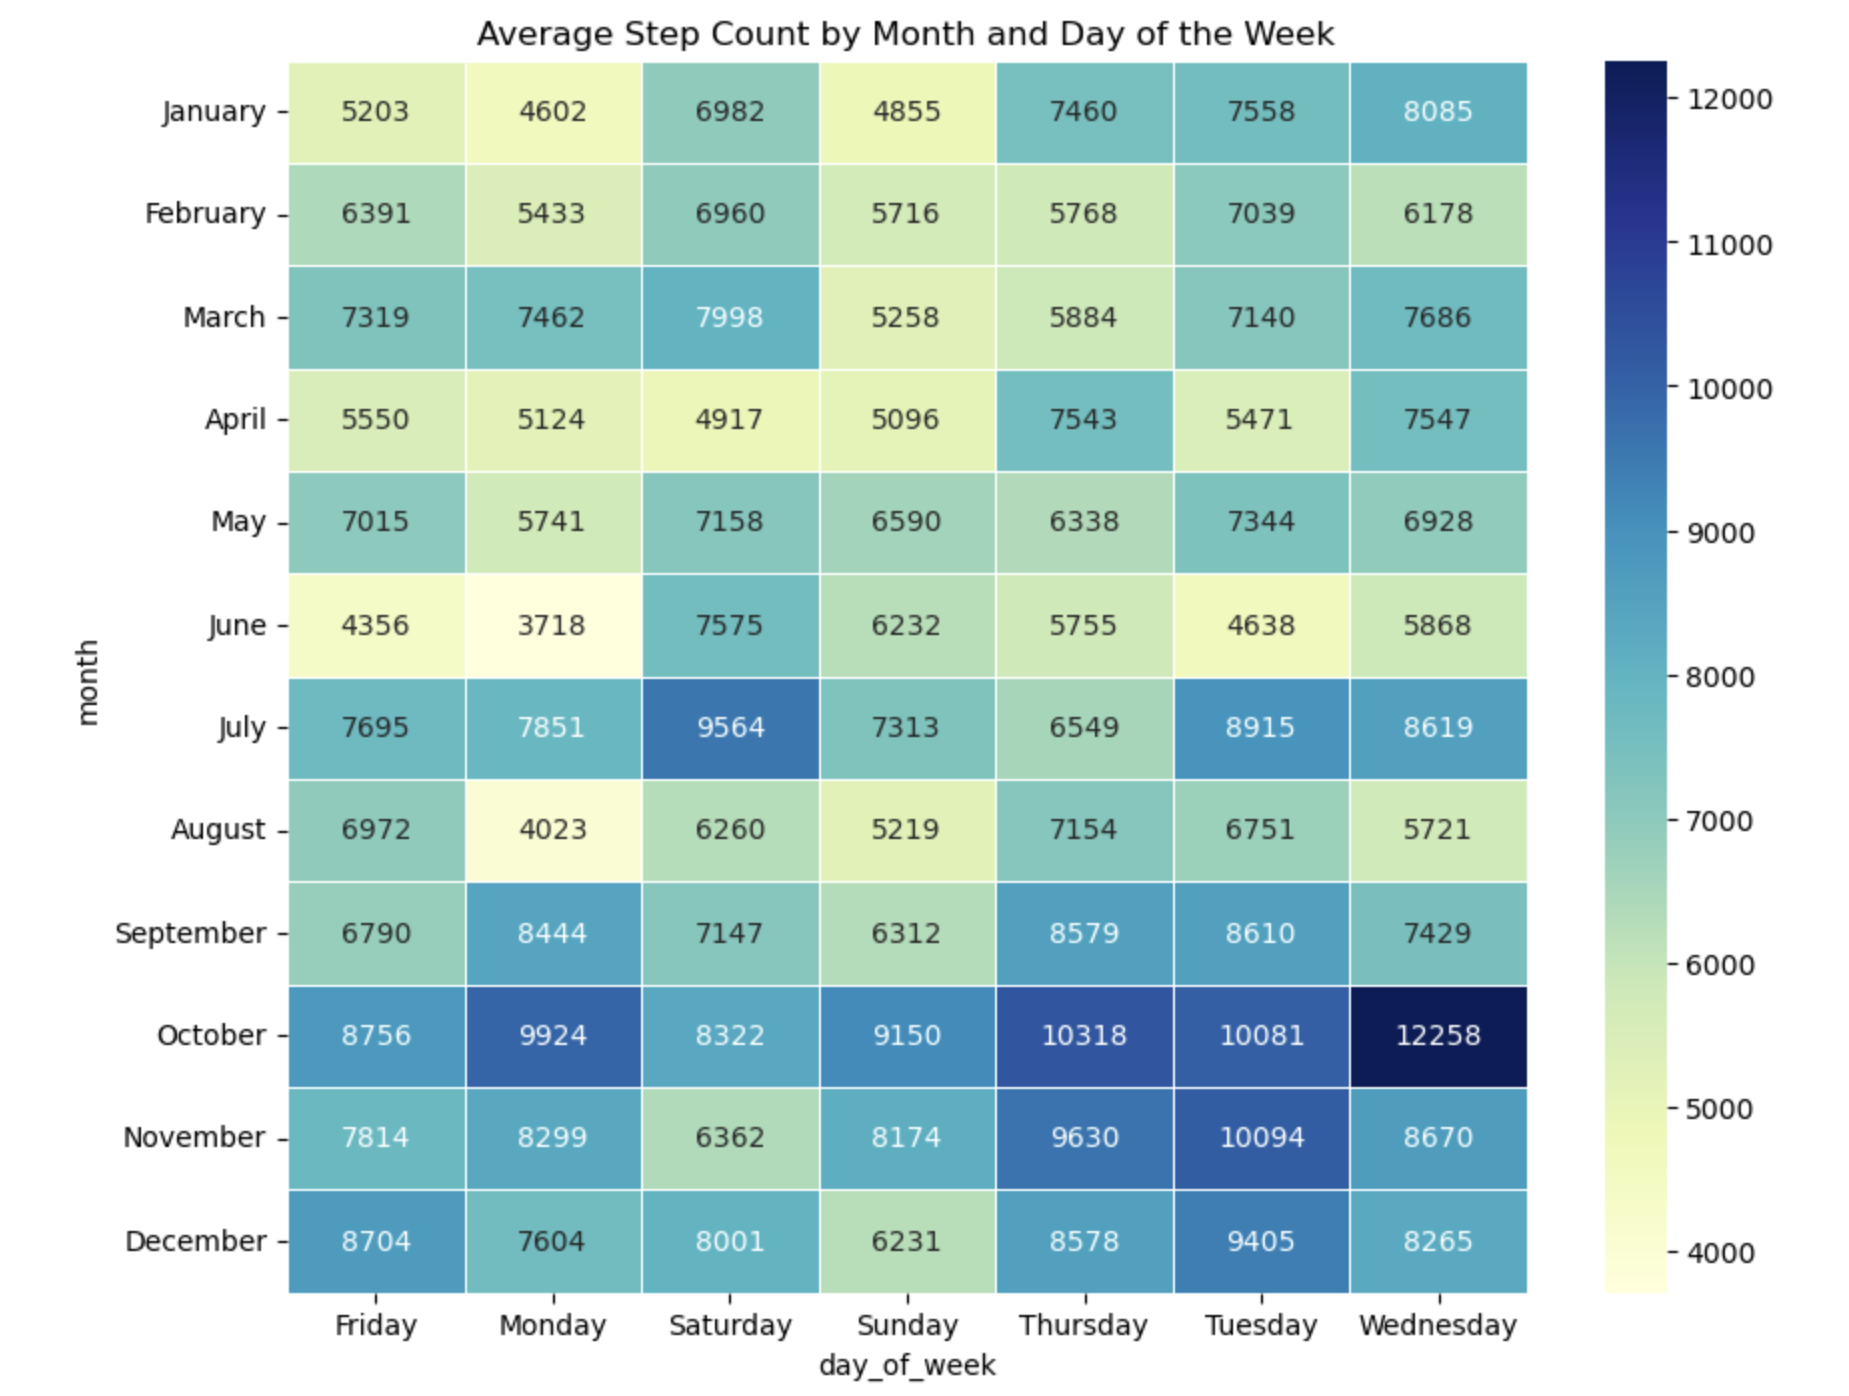 Average Step Count by Month and Day of the Week
January 5203 4602 6982 4855 7460 7558 8085
February 6391 5433 6960 5716 5768 7039 6178
March 7319 7462 7998 5258 5884 7140 7686
April 5550 5124 4917 5096 7543 5471 7547
May 7015 5741 7158 6590 6338 7344 6928
June 4356 3718 7575 6232 5755 4638 5868
July 7695 7851 9564 7313 6549 8915 8619
August 6972 4023 6260 5219 7154 6751 5721
September 6790 8444 7147 6312 8579 8610 7429
October 8756 9924 8322 9150 10318 10081 12258
November 7814 8299 6362 8174 9630 10094 8670
December 8704 7604 8001 6231 8578 9405 8265
Friday Monday Saturday Sunday Thursday Tuesday Wednesday
day_of_week
month
12000
11000
10000
9000
8000
7000
6000
5000
4000